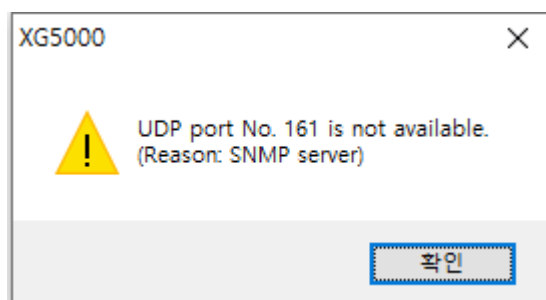 XG5000
UDP port No. 161 is not available.
(Reason: SNMP server)
확인